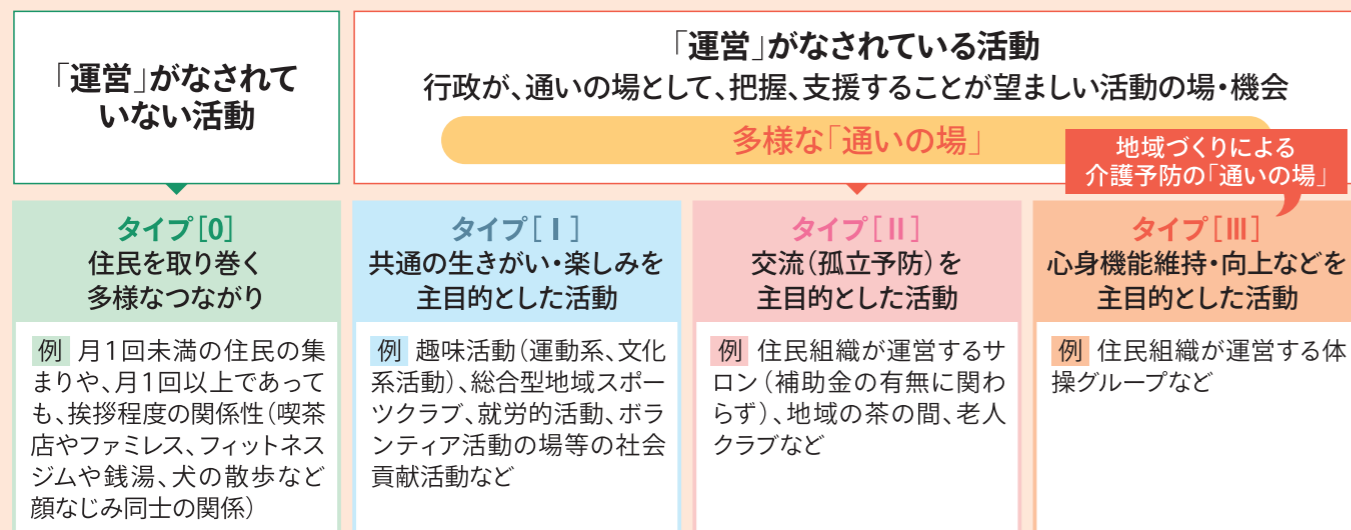 「運営」がなされて
いない活動
「運営」がなされている活動
行政が、通いの場として、把握、支援することが望ましい活動の場・機会
多様な「通いの場」
地域づくりによる
介護予防の「通いの場」
タイプ[0]
住民を取り巻く
多様なつながり
例 月1回未満の住民の集
まりや、月1回以上であって
も、挨拶程度の関係性(喫茶
店やファミレス、フィットネス
ジムや銭湯、犬の散歩など
顔なじみ同士の関係)
タイプ[Ⅰ]
共通の生きがい・楽しみを
主目的とした活動
例 趣味活動(運動系、文化
系活動)、総合型地域スポー
ツクラブ、就労的活動、ボラ
ンティア活動の場等の社会
貢献活動など
タイプ[Ⅱ]
交流(孤立予防)を
主目的とした活動
例 住民組織が運営するサ
ロン(補助金の有無に関わ
らず)、地域の茶の間、老人
クラブなど
タイプ[Ⅲ]
心身機能維持・向上などを
主目的とした活動
例 住民組織が運営する体
操グループなど